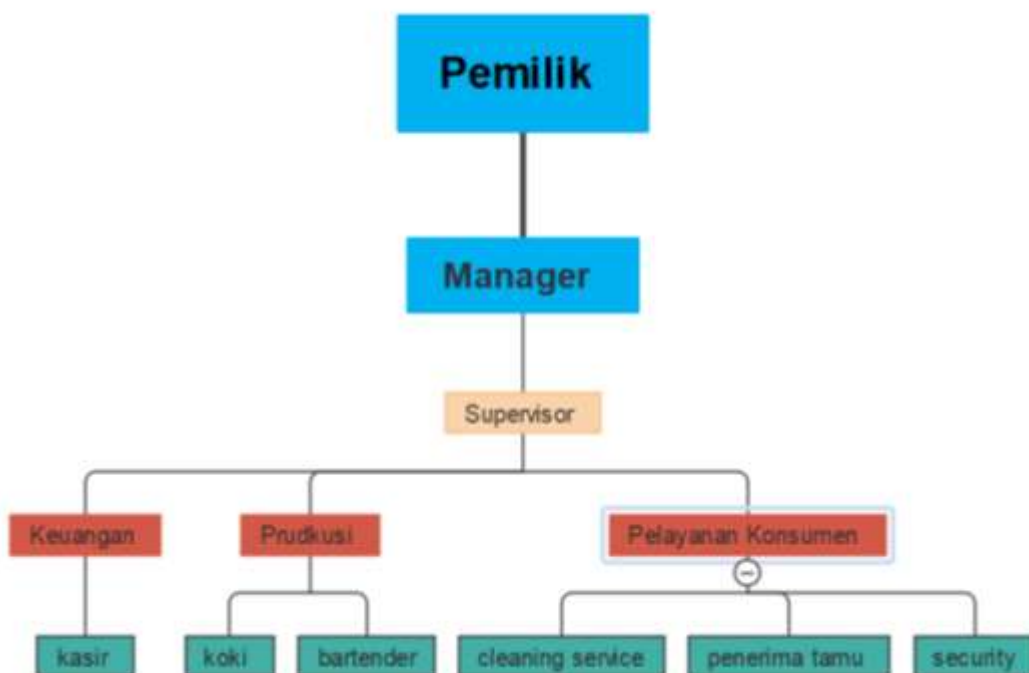 Pemilik
Manager
Supervisor
Keuangan
Prudkusi
Pelayanan Konsumen
kasir
koki
bartender
cleaning service
penerima tamu
security